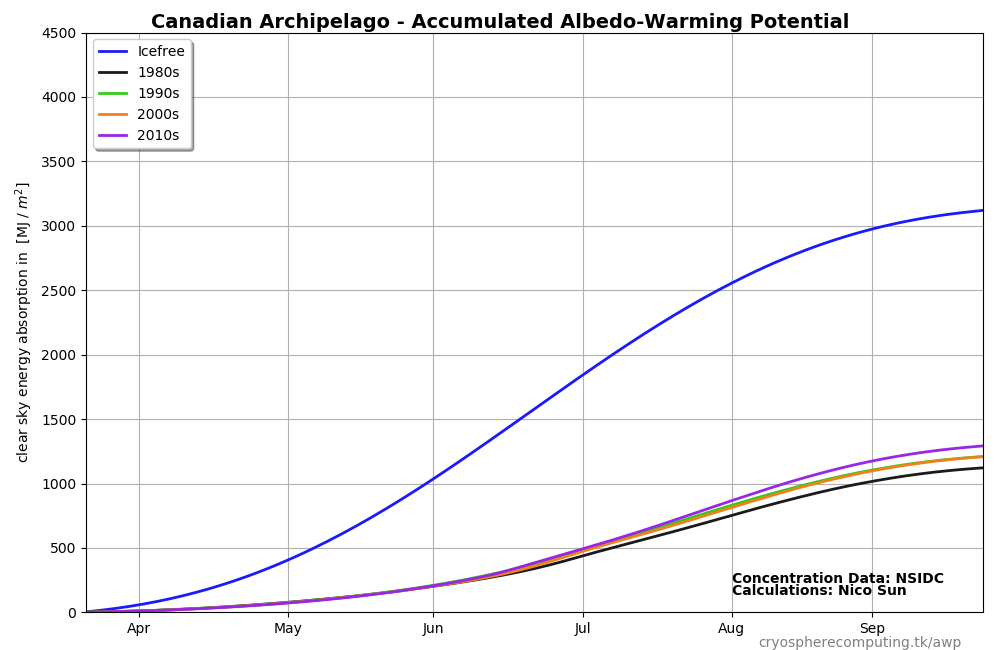 Canadian Archipelago - Accumulated Albedo-Warming Potential
4500
4000
3500
3000
2500
2000
1500
1000
500
0
clear sky energy absorption in [MJ / m²]
Icefree
1980s
1990s
2000s
2010s
Concentration Data: NSIDC
Calculations: Nico Sun
Apr May Jun Jul Aug Sep
cryospherecomputing.tk/awp